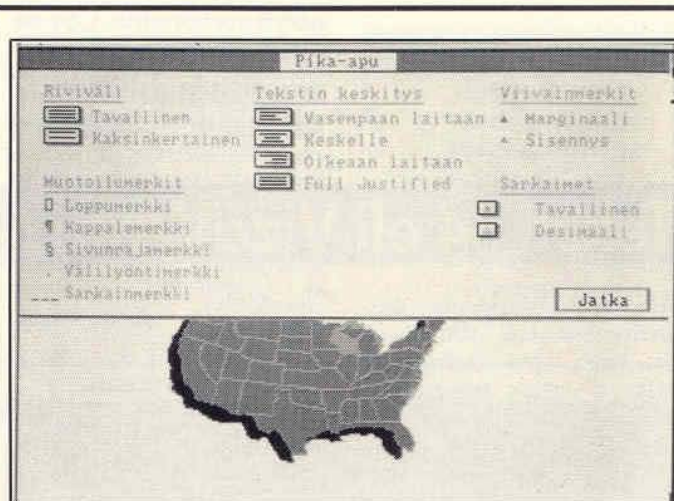 Pika-apu
Riviväli
Tavallinen
Kaksinkertainen
Tekstin keskitys
Vasempaan laitaan
Keskelle
Oikeaan laitaan
Full Justified
Viivainmerkit
▲ Marginaali
▲ Sisennys
Muotoilumerkit
▯ Loppumerkki
¶ Kappalemerkki
§ Sivunrajamerkki
. Välilyöntimerkki
___ Sarkainmerkki
Sarkaimet
Tavallinen
Desimaali
Jatka